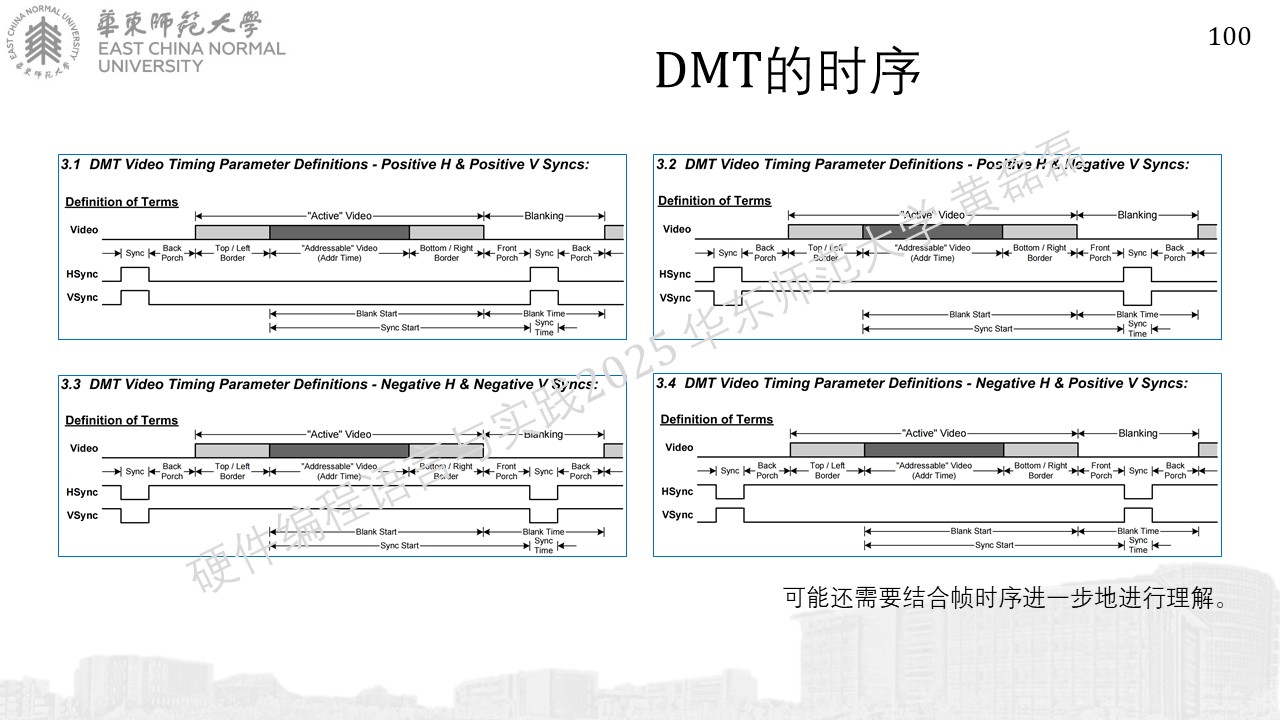 EAST CHINA NORMAL UNIVERSITY
華東師範大學
華東師範大學
EAST CHINA NORMAL
UNIVERSITY
100
DMT的时序
3.1 DMT Video Timing Parameter Definitions - Positive H & Positive V Syncs:
Definition of Terms
"Active" Video
Blanking
Video
Sync
Back Porch
Top / Left Border
"Addressable" Video (Addr Time)
Bottom / Right Border
Front Porch
Sync
Back Porch
HSync
VSync
Blank Start
Blank Time
Sync Start
Sync Time
3.2 DMT Video Timing Parameter Definitions - Positive H & Negative V Syncs:
Definition of Terms
"Active" Video
Blanking
Video
Sync
Back Porch
Top / Left Border
"Addressable" Video (Addr Time)
Bottom / Right Border
Front Porch
Sync
Back Porch
HSync
VSync
Blank Start
Blank Time
Sync Start
Sync Time
3.3 DMT Video Timing Parameter Definitions - Negative H & Negative V Syncs:
Definition of Terms
"Active" Video
Blanking
Video
Sync
Back Porch
Top / Left Border
"Addressable" Video (Addr Time)
Bottom / Right Border
Front Porch
Sync
Back Porch
HSync
VSync
Blank Start
Blank Time
Sync Start
Sync Time
3.4 DMT Video Timing Parameter Definitions - Negative H & Positive V Syncs:
Definition of Terms
"Active" Video
Blanking
Video
Sync
Back Porch
Top / Left Border
"Addressable" Video (Addr Time)
Bottom / Right Border
Front Porch
Sync
Back Porch
HSync
VSync
Blank Start
Blank Time
Sync Start
Sync Time
硬件编程语言与实践2025 华东师范大学 黄磊磊
可能还需要结合帧时序进一步地进行理解。